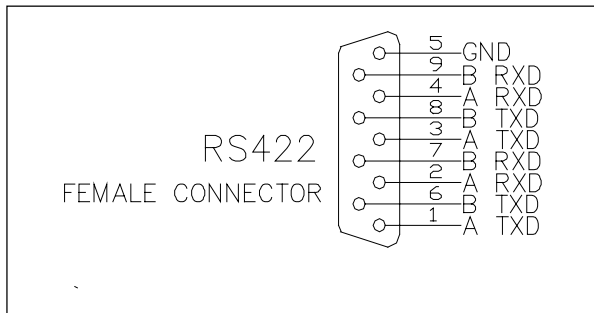 5 GND
9 B RXD
4 A RXD
8 B TXD
3 A TXD
7 B RXD
2 A RXD
6 B TXD
1 A TXD
RS422
FEMALE CONNECTOR